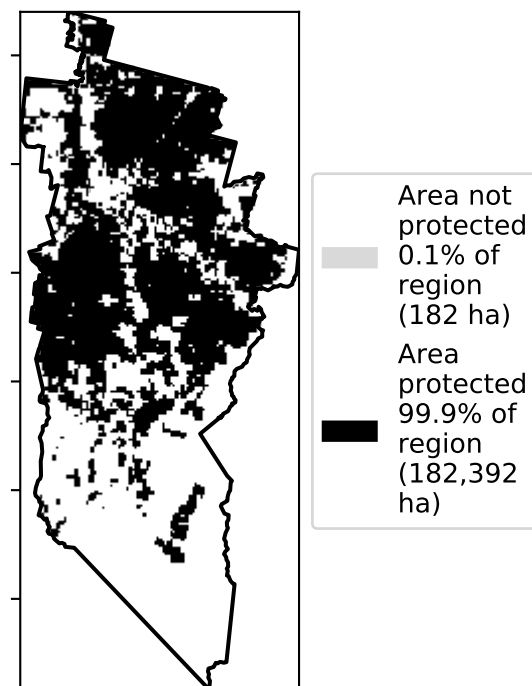 Area not
protected
0.1% of
region
(182 ha)
Area
protected
99.9% of
region
(182,392
ha)